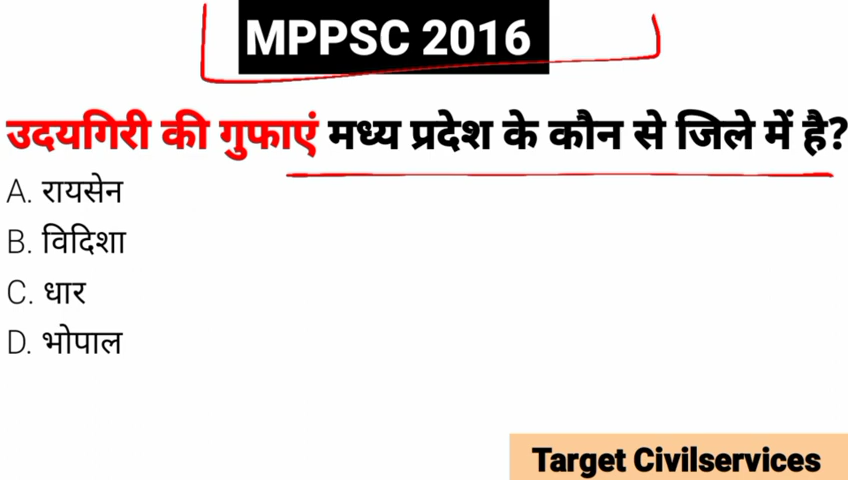 MPPSC 2016
उदयगिरी की गुफाएं मध्य प्रदेश के कौन से जिले में है?
A. रायसेन
B. विदिशा
C. धार
D. भोपाल
Target Civilservices